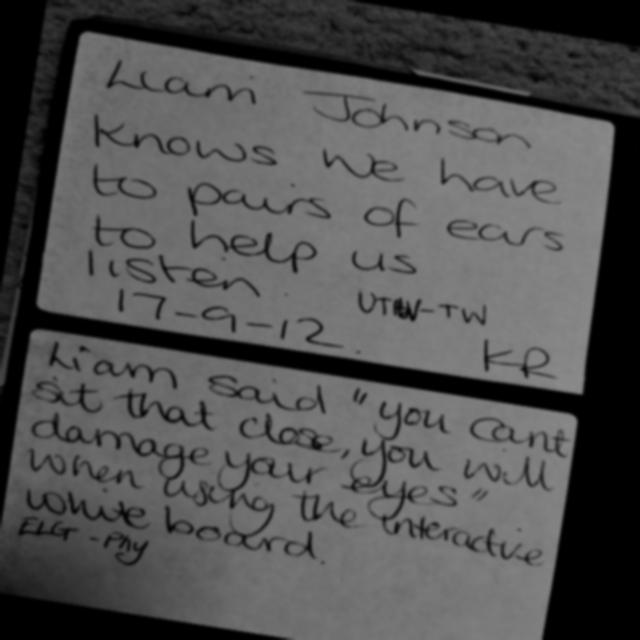 Liam Johnson
Knows we have
to pairs of ears
to help us
listen.
17-9-12. UTW-TW
KR
Liam said "you cant
sit that close, you will
damage your eyes"
when using the interactive
white board.
ELGT - Phy